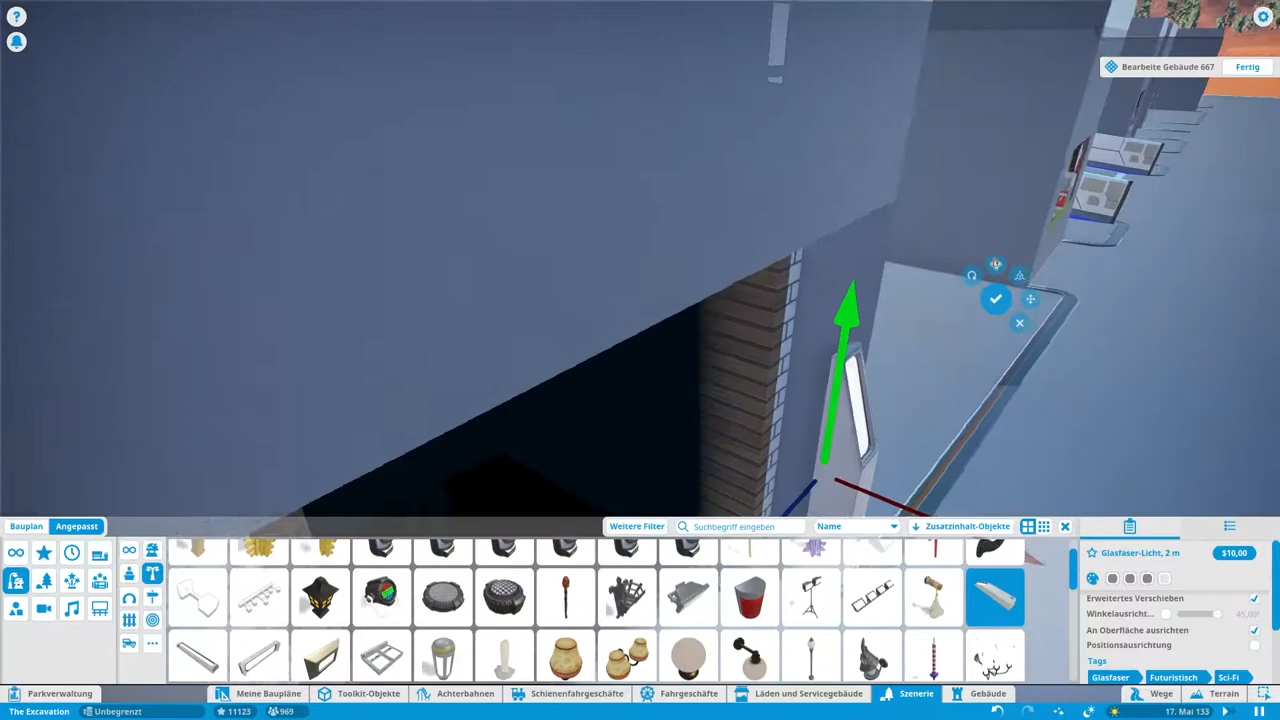 ?
Bearbeite Gebäude 667
Fertig
Bauplan
Angepasst
Weitere Filter
Suchbegriff eingeben
Name
Zusatzinhalt-Objekte
Glasfaser-Licht, 2 m
$10,00
Erweitertes Verschieben
Winkelausricht...
45,00°
An Oberfläche ausrichten
Positionsausrichtung
Tags
Glasfaser
Futuristisch
Sci-Fi
Parkverwaltung
Meine Baupläne
Toolkit-Objekte
Achterbahnen
Schienenfahrgeschäfte
Fahrgeschäfte
Läden und Servicegebäude
Szenerie
Gebäude
Wege
Terrain
The Excavation
Unbegrenzt
11123
969
17. Mai 133